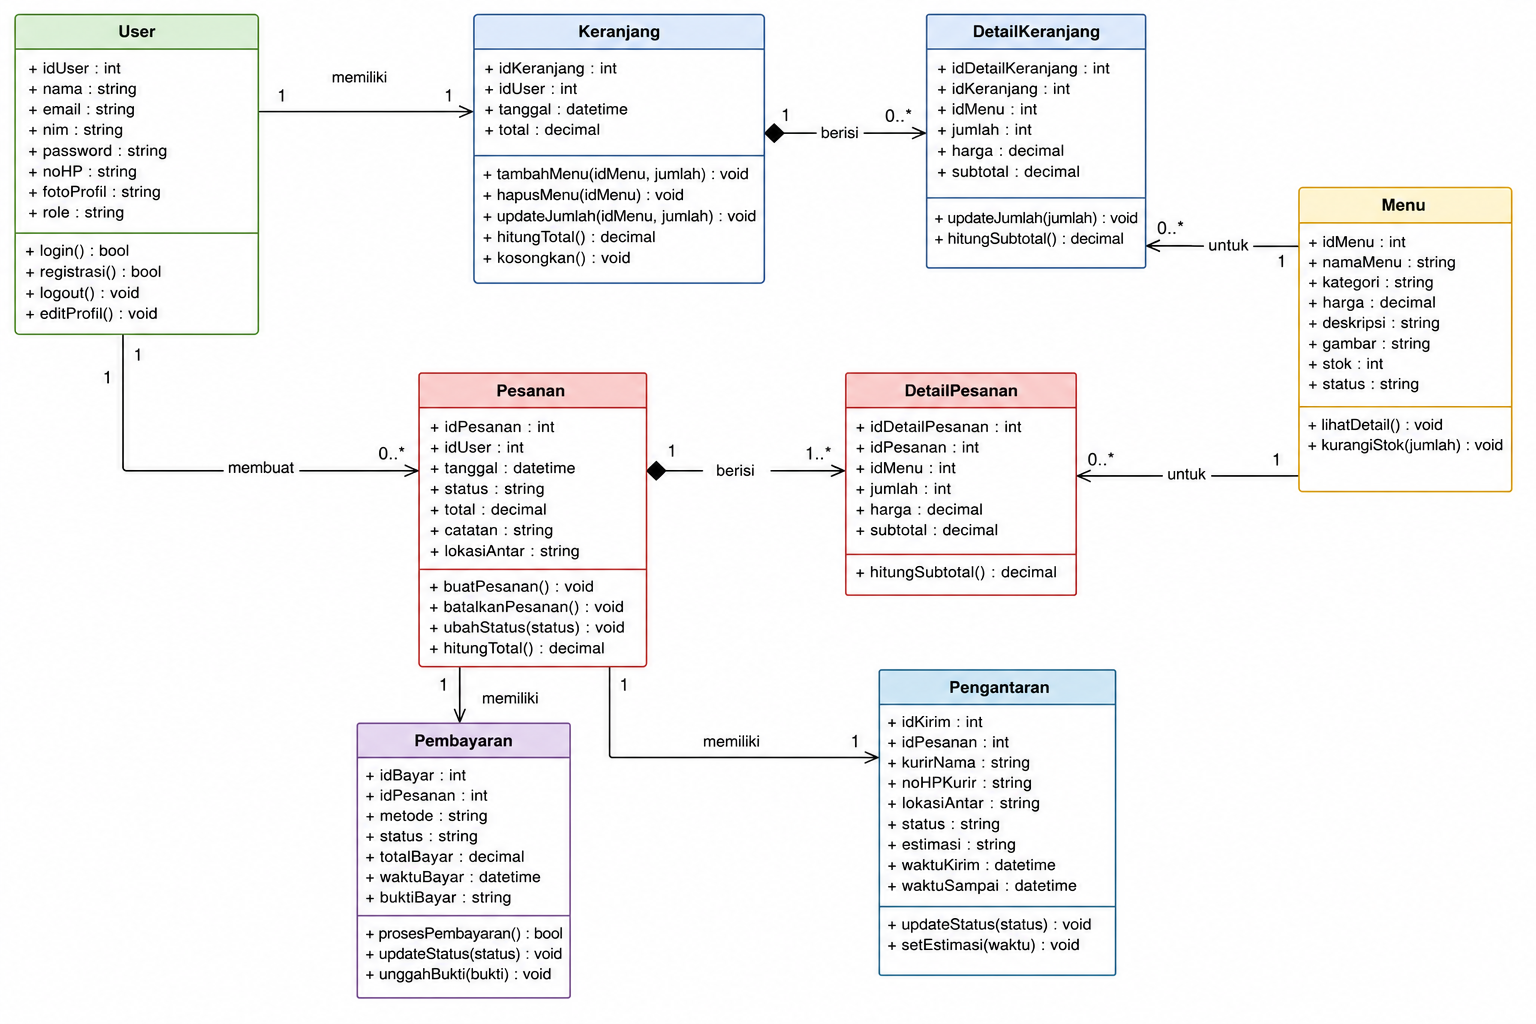 User
+ idUser : int
+ nama : string
+ email : string
+ nim : string
+ password : string
+ noHP : string
+ fotoProfil : string
+ role : string
+ login() : bool
+ registrasi() : bool
+ logout() : void
+ editProfil() : void
1
memiliki
1
Keranjang
+ idKeranjang : int
+ idUser : int
+ tanggal : datetime
+ total : decimal
+ tambahMenu(idMenu, jumlah) : void
+ hapusMenu(idMenu) : void
+ updateJumlah(idMenu, jumlah) : void
+ hitungTotal() : decimal
+ kosongkan() : void
1
berisi
0..*
DetailKeranjang
+ idDetailKeranjang : int
+ idKeranjang : int
+ idMenu : int
+ jumlah : int
+ harga : decimal
+ subtotal : decimal
+ updateJumlah(jumlah) : void
+ hitungSubtotal() : decimal
0..*
untuk
1
Menu
+ idMenu : int
+ namaMenu : string
+ kategori : string
+ harga : decimal
+ deskripsi : string
+ gambar : string
+ stok : int
+ status : string
+ lihatDetail() : void
+ kurangiStok(jumlah) : void
1
1
membuat
0..*
Pesanan
+ idPesanan : int
+ idUser : int
+ tanggal : datetime
+ status : string
+ total : decimal
+ catatan : string
+ lokasiAntar : string
+ buatPesanan() : void
+ batalkanPesanan() : void
+ ubahStatus(status) : void
+ hitungTotal() : decimal
1
berisi
1..*
DetailPesanan
+ idDetailPesanan : int
+ idPesanan : int
+ idMenu : int
+ jumlah : int
+ harga : decimal
+ subtotal : decimal
+ hitungSubtotal() : decimal
0..*
untuk
1
1
memiliki
Pembayaran
+ idBayar : int
+ idPesanan : int
+ metode : string
+ status : string
+ totalBayar : decimal
+ waktuBayar : datetime
+ buktiBayar : string
+ prosesPembayaran() : bool
+ updateStatus(status) : void
+ unggahBukti(bukti) : void
1
memiliki
1
Pengantaran
+ idKirim : int
+ idPesanan : int
+ kurirNama : string
+ noHPKurir : string
+ lokasiAntar : string
+ status : string
+ estimasi : string
+ waktuKirim : datetime
+ waktuSampai : datetime
+ updateStatus(status) : void
+ setEstimasi(waktu) : void